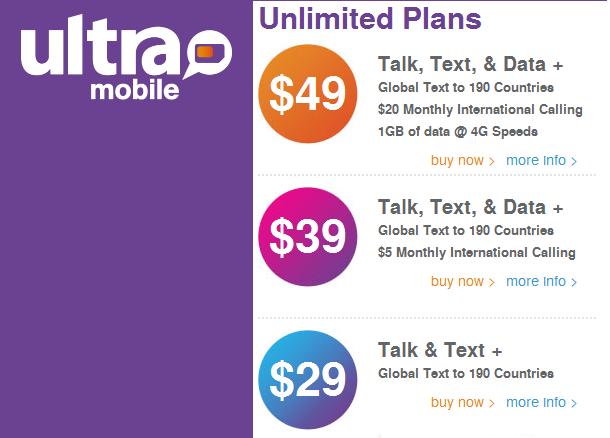 ultra
mobile
Unlimited Plans
$49
Talk, Text, & Data +
Global Text to 190 Countries
$20 Monthly International Calling
1GB of data @ 4G Speeds
buy now > more info >
$39
Talk, Text, & Data +
Global Text to 190 Countries
$5 Monthly International Calling
buy now > more info >
$29
Talk & Text +
Global Text to 190 Countries
buy now > more info >